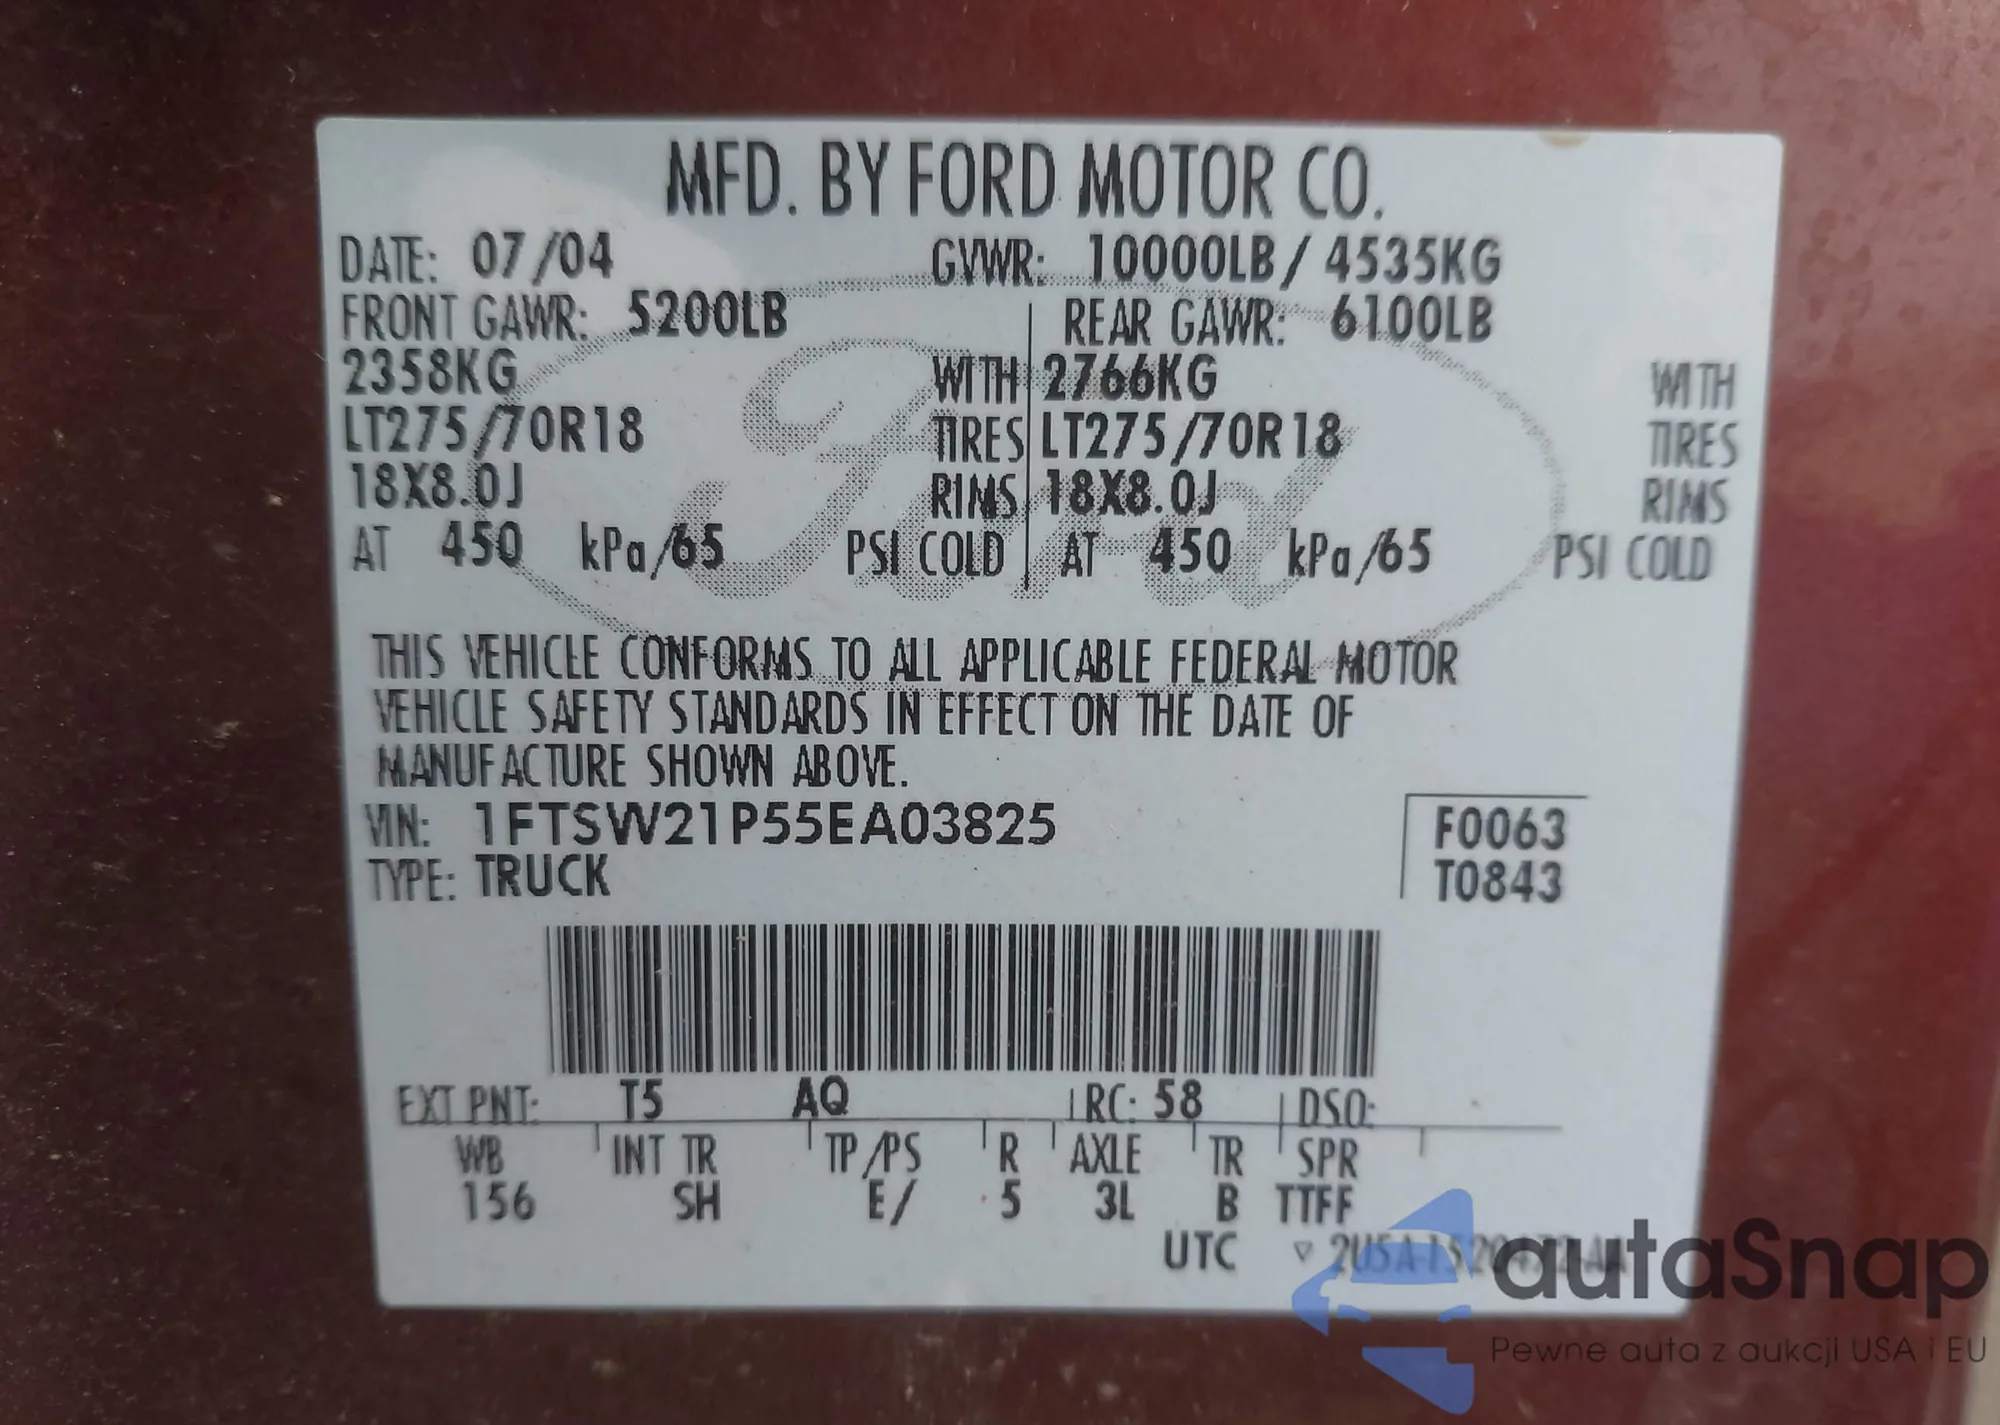 MFD. BY FORD MOTOR CO.
DATE: 07/04 GVWR: 10000LB/ 4535KG
FRONT GAWR: 5200LB REAR GAWR: 6100LB
2358KG WITH 2766KG WITH
LT275/70R18 TIRES LT275/70R18 TIRES
18X8.0J RIMS 18X8.0J RIMS
AT 450 kPa/65 PSI COLD AT 450 kPa/65 PSI COLD
Ford
THIS VEHICLE CONFORMS TO ALL APPLICABLE FEDERAL MOTOR
VEHICLE SAFETY STANDARDS IN EFFECT ON THE DATE OF
MANUFACTURE SHOWN ABOVE.
VIN: 1FTSW21P55EA03825 F0063
TYPE: TRUCK T0843
EXT PNT: T5 AQ RC: 58 DSO:
WB INT TR TP/PS R AXLE TR SPR
156 SH E/ 5 3L B TTFF
UTC
autaSnap
Pewne auta z aukcji USA i EU